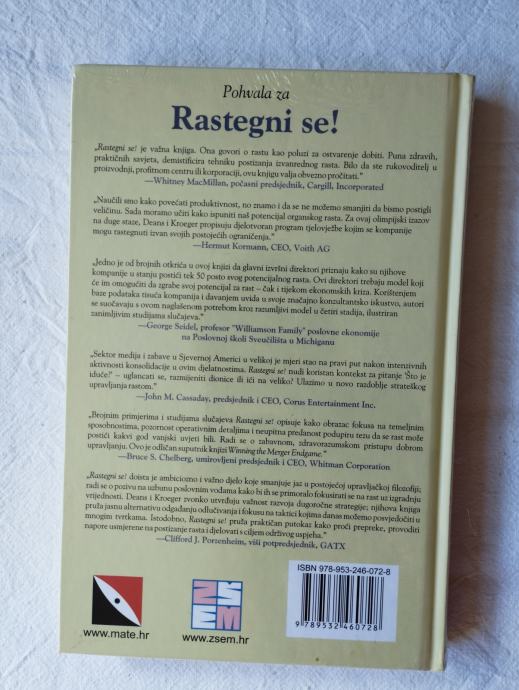 Pohvala za
Rastegni se!
„Rastegni se! je važna knjiga. Ona govori o rastu kao poluzi za ostvarenje dobiti. Puna zdravih,
praktičnih savjeta, demistificira tehniku postizanja izvanrednog rasta. Bilo da ste rukovoditelj u
proizvodnji, profitnom centru ili korporaciji, ovu knjigu valja obvezno pročitati.”
—Whitney MacMillan, počasni predsjednik, Cargill, Incorporated
„Naučili smo kako povećati produktivnost, no znamo i da se ne možemo smanjiti da bismo postigli
veličinu. Sada moramo učiti kako ispuniti naš potencijal organskog rasta. Za ovaj olimpijski izazov
na duge staze, Deans i Kroeger propisuju djelotvoran program tjelovježbe kojim se kompanije
mogu rastegnuti izvan svojih postojećih ograničenja.”
—Hermut Kormann, CEO, Voith AG
„Jedno je od brojnih otkrića u ovoj knjizi da glavni izvršni direktori priznaju kako su njihove
kompanije u stanju postići tek 50 posto svog potencijalnog rasta. Ovi direktori trebaju model koji
će im omogućiti da zgrabe svoj potencijal za rast – čak i tijekom ekonomskih kriza. Korištenjem
baze podataka tisuća kompanija i davanjem uvida u svoje značajno konzultantsko iskustvo, autori
se suočavaju s ovom naglašenom potrebom kroz razumljivi model u četiri stadija, ilustriran
zanimljivim studijama slučajeva.”
—George Seidel, profesor "Williamson Family" poslovne ekonomije
na Poslovnoj školi Sveučilišta u Michiganu
„Sektor medija i zabave u Sjevernoj Americi u velikoj je mjeri stao na pravi put nakon intenzivnih
aktivnosti konsolidacije u ovim djelatnostima. Rastegni se! nudi koristan kontekst za pitanje 'Što je
iduće?' – uglancati se, razmijeniti dionice ili ići na veliko? Ulazimo u novo razdoblje strateškog
upravljanja rastom.”
—John M. Cassaday, predsjednik i CEO, Corus Entertainment Inc.
„Brojnim primjerima i studijama slučajeva Rastegni se! opisuje kako obrazac fokusa na temeljnim
sposobnostima, pozornost operativnim detaljima i neupitna predanost podupiru tezu da se rast može
postići kakvi god vanjski uvjeti bili. Radi se o zabavnom, zdravorazumskom pristupu dobrom
upravljanju. Ovo je odličan suputnik knjizi Winning the Merger Endgame.”
—Bruce S. Chelberg, umirovljeni predsjednik i CEO, Whitman Corporation
„Rastegni se! doista je ambiciozno i važno djelo koje smanjuje jaz u postojećoj upravljačkoj filozofiji;
radi se o pozivu na uzbunu poslovnim vođama kako bi ih se primoralo fokusirati se na rast uz izgradnju
vrijednosti. Deans i Kroeger zvonko utvrđuju važnost razvoja dugoročne strategije; njihova knjiga
pruža jasnu alternativu odgađanju odlučivanja i fokusu na taktici kojima danas možemo posvjedočiti u
mnogim tvrtkama. Istodobno, Rastegni se! pruža praktičan putokaz kako proći prepreke, provoditi
napore usmjerene na postizanje rasta i djelovati s ciljem održivog uspjeha.”
—Clifford J. Porzenheim, viši potpredsjednik, GATX
ISBN 978-953-246-072-8
9 789532 460728
ZS
EM
www.mate.hr
www.zsem.hr